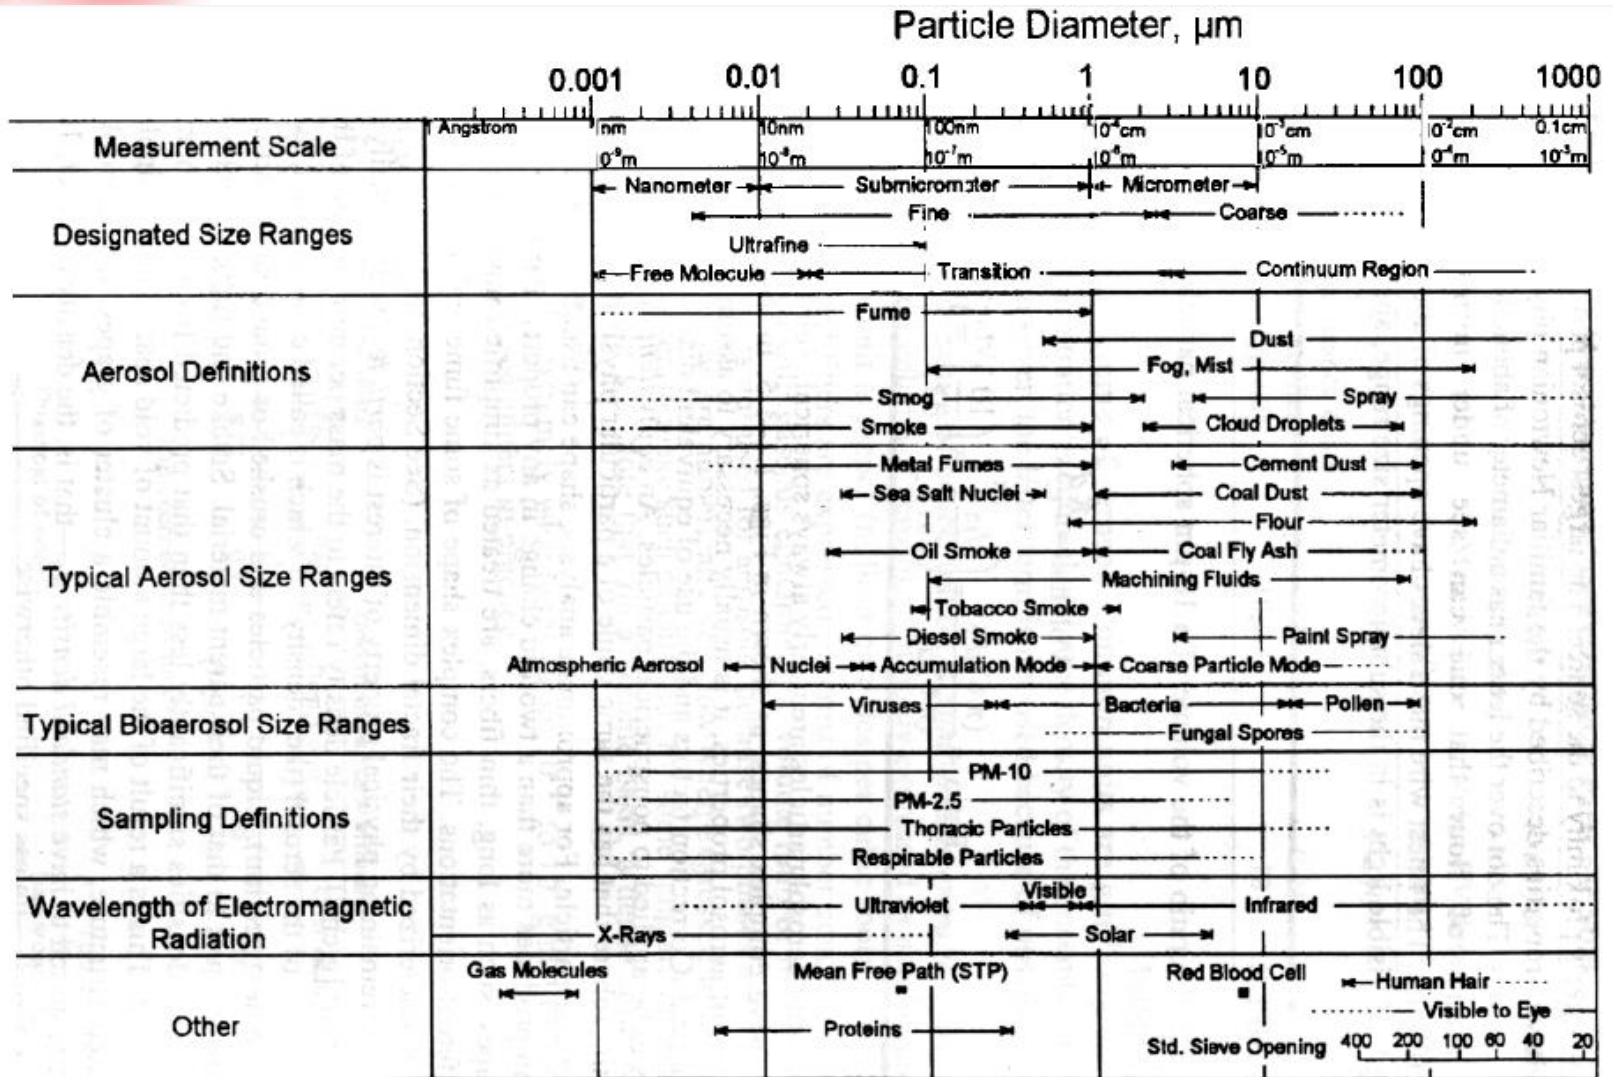 Particle Diameter, µm
0.001 0.01 0.1 1 10 100 1000
Measurement Scale
1 Angstrom 1nm 10nm 100nm 10⁻⁴cm 10⁻³cm 10⁻²cm 0.1cm
10⁻⁹m 10⁻⁸m 10⁻⁷m 10⁻⁶m 10⁻⁵m 10⁻⁴m 10⁻³m
Designated Size Ranges
Nanometer Submicrometer Micrometer
Fine Coarse
Ultrafine
Free Molecule Transition Continuum Region
Aerosol Definitions
Fume
Dust
Fog, Mist
Smog Spray
Smoke Cloud Droplets
Typical Aerosol Size Ranges
Metal Fumes Cement Dust
Sea Salt Nuclei Coal Dust
Flour
Oil Smoke Coal Fly Ash
Machining Fluids
Tobacco Smoke
Diesel Smoke Paint Spray
Atmospheric Aerosol Nuclei Accumulation Mode Coarse Particle Mode
Typical Bioaerosol Size Ranges
Viruses Bacteria Pollen
Fungal Spores
Sampling Definitions
PM-10
PM-2.5
Thoracic Particles
Respirable Particles
Wavelength of Electromagnetic
Radiation
Visible
Ultraviolet Infrared
X-Rays Solar
Other
Gas Molecules Mean Free Path (STP) Red Blood Cell
Human Hair
Visible to Eye
Proteins
Std. Sieve Opening 400 200 100 60 40 20